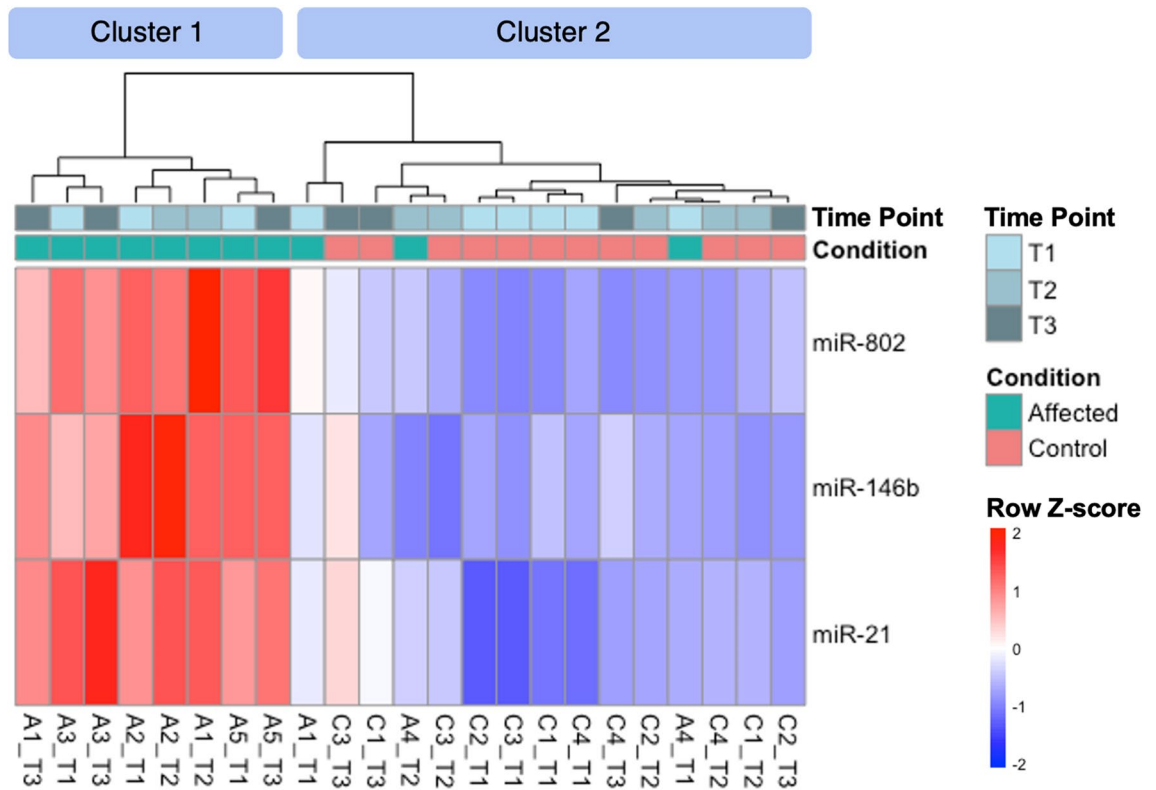 Cluster 1
Cluster 2
Time Point
Condition
miR-802
miR-146b
miR-21
A1_T3
A3_T1
A3_T3
A2_T1
A2_T2
A1_T2
A5_T1
A5_T3
A1_T1
C3_T3
C1_T3
A4_T2
C3_T2
C2_T1
C3_T1
C1_T1
C4_T1
C4_T3
C2_T2
A4_T1
C4_T2
C1_T2
C2_T3
Time Point
T1
T2
T3
Condition
Affected
Control
Row Z-score
2
1
0
-1
-2